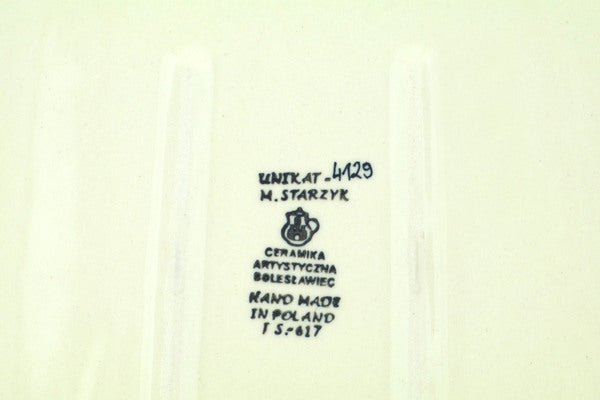 UNIKAT-4129
M. STARZYK
CERAMIKA
ARTYSTYCZNA
BOLESŁAWIEC
HAND MADE
IN POLAND
T S.-617